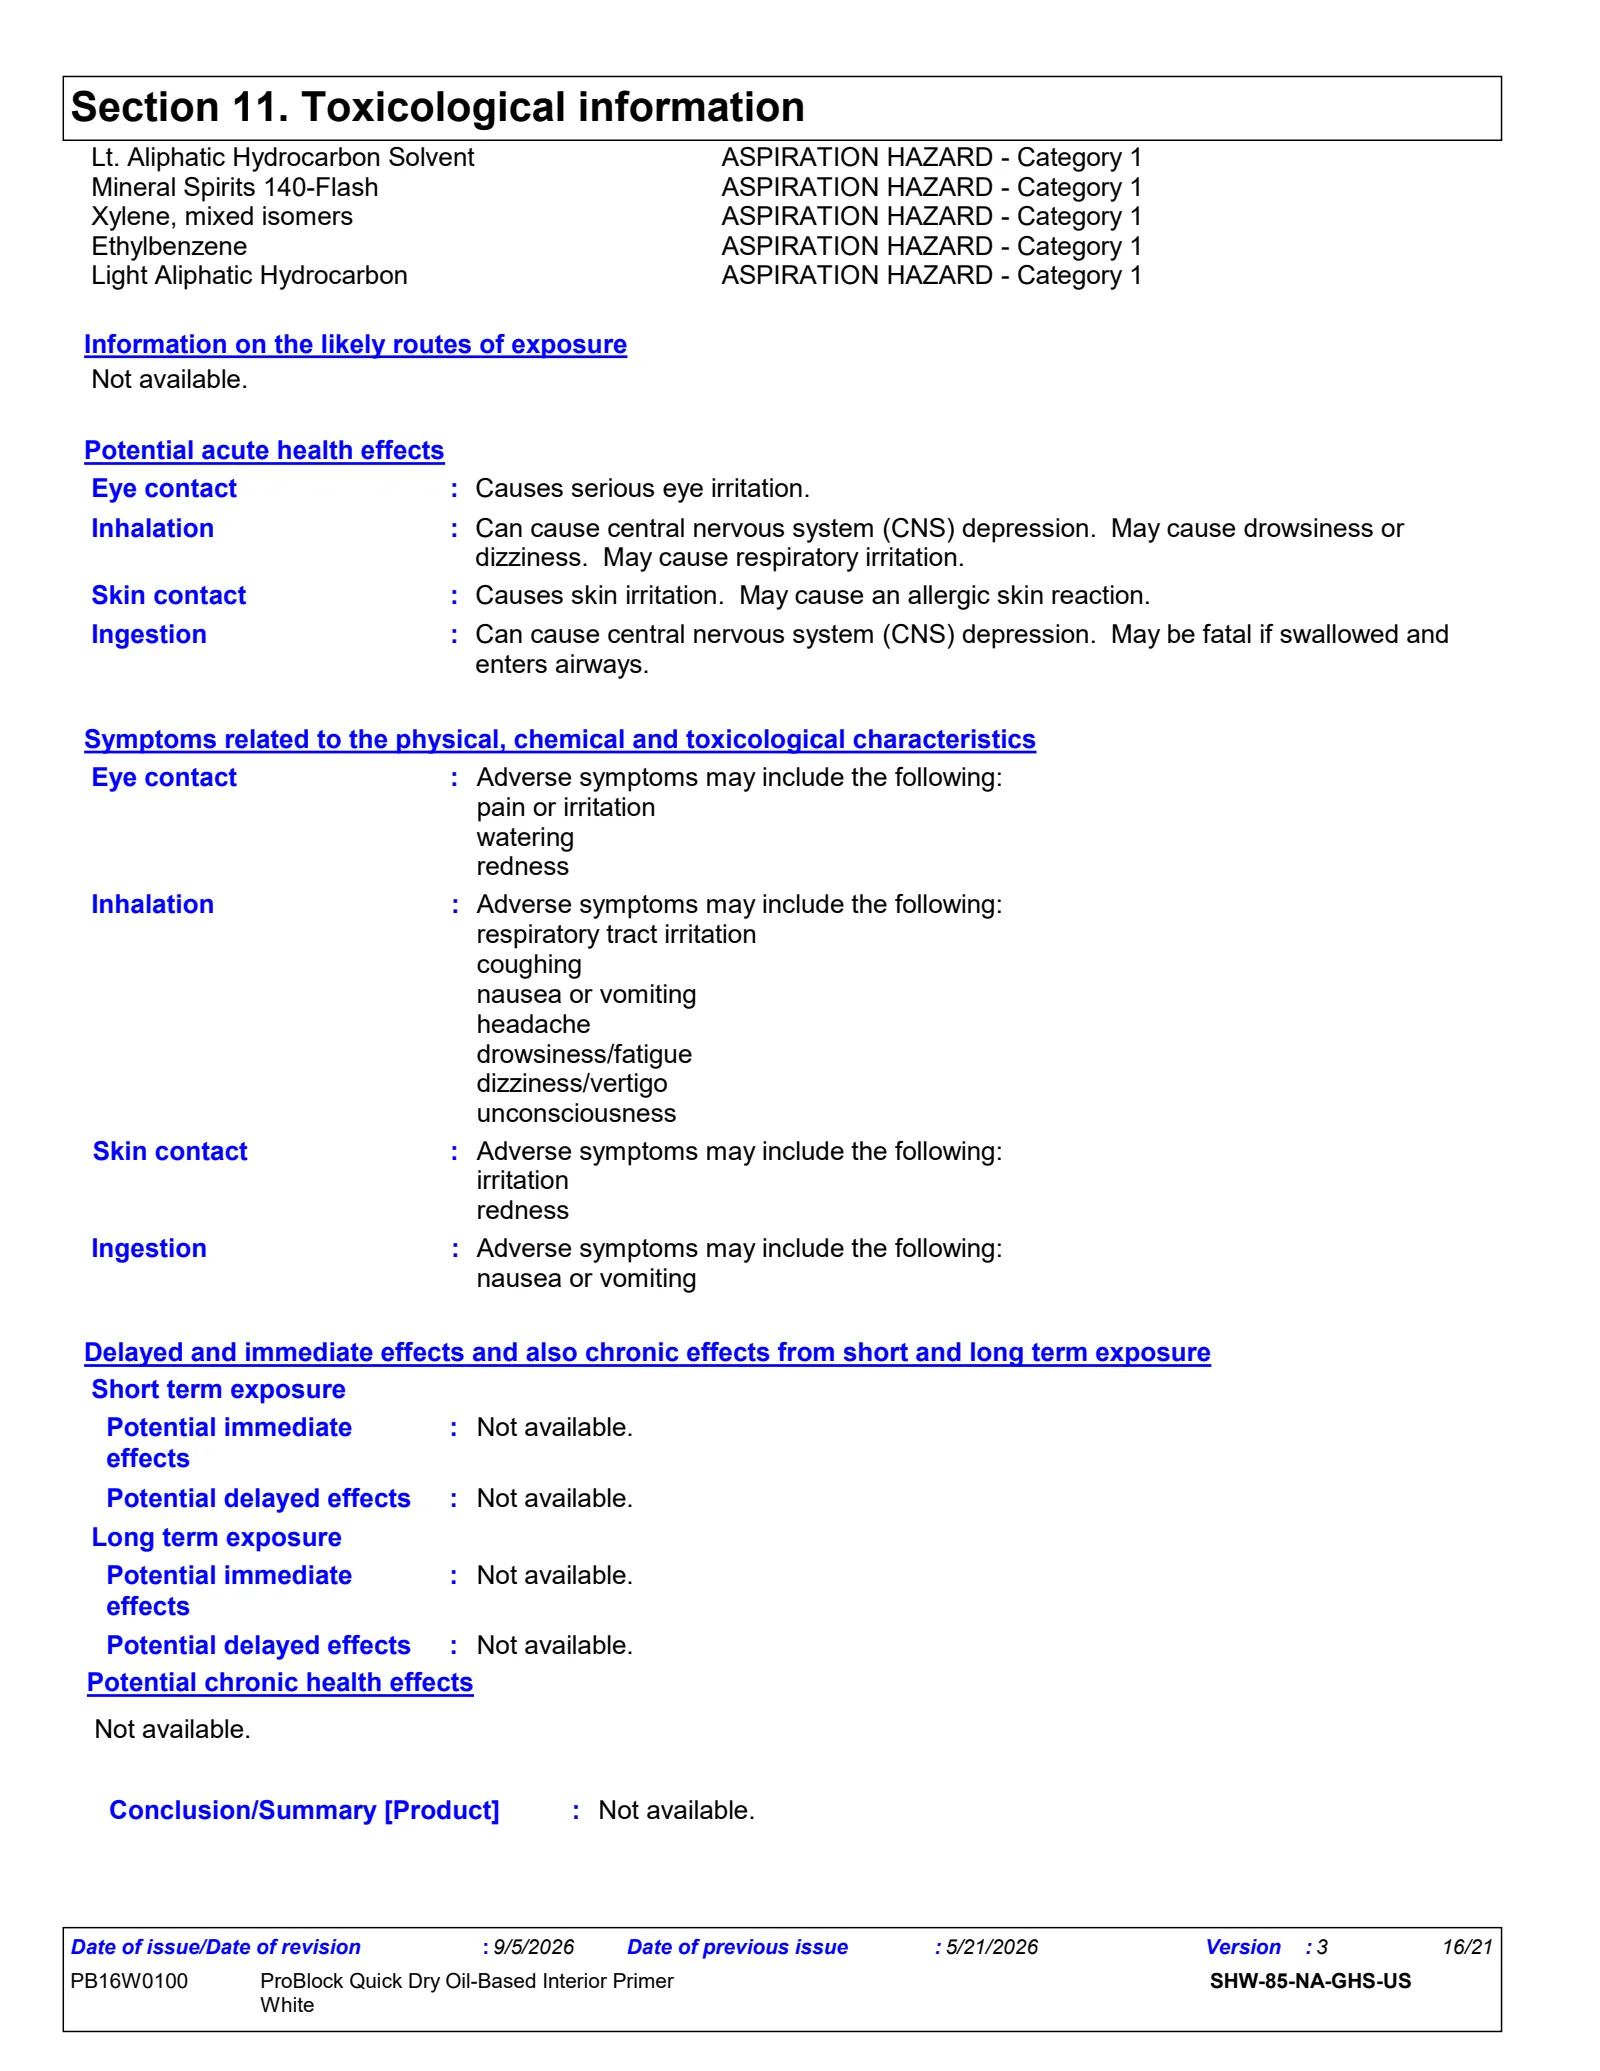 Section 11. Toxicological information
Lt. Aliphatic Hydrocarbon Solvent ASPIRATION HAZARD - Category 1
Mineral Spirits 140-Flash ASPIRATION HAZARD - Category 1
Xylene, mixed isomers ASPIRATION HAZARD - Category 1
Ethylbenzene ASPIRATION HAZARD - Category 1
Light Aliphatic Hydrocarbon ASPIRATION HAZARD - Category 1
Information on the likely routes of exposure
Not available.
Potential acute health effects
Eye contact : Causes serious eye irritation.
Inhalation : Can cause central nervous system (CNS) depression.  May cause drowsiness or
dizziness.  May cause respiratory irritation.
Skin contact : Causes skin irritation.  May cause an allergic skin reaction.
Ingestion : Can cause central nervous system (CNS) depression.  May be fatal if swallowed and
enters airways.
Symptoms related to the physical, chemical and toxicological characteristics
Eye contact : Adverse symptoms may include the following:
pain or irritation
watering
redness
Inhalation : Adverse symptoms may include the following:
respiratory tract irritation
coughing
nausea or vomiting
headache
drowsiness/fatigue
dizziness/vertigo
unconsciousness
Skin contact : Adverse symptoms may include the following:
irritation
redness
Ingestion : Adverse symptoms may include the following:
nausea or vomiting
Delayed and immediate effects and also chronic effects from short and long term exposure
Short term exposure
Potential immediate : Not available.
effects
Potential delayed effects : Not available.
Long term exposure
Potential immediate : Not available.
effects
Potential delayed effects : Not available.
Potential chronic health effects
Not available.
Conclusion/Summary [Product] : Not available.
Date of issue/Date of revision : 9/5/2026 Date of previous issue : 5/21/2026 Version : 3 16/21
PB16W0100 ProBlock Quick Dry Oil-Based Interior Primer SHW-85-NA-GHS-US
White